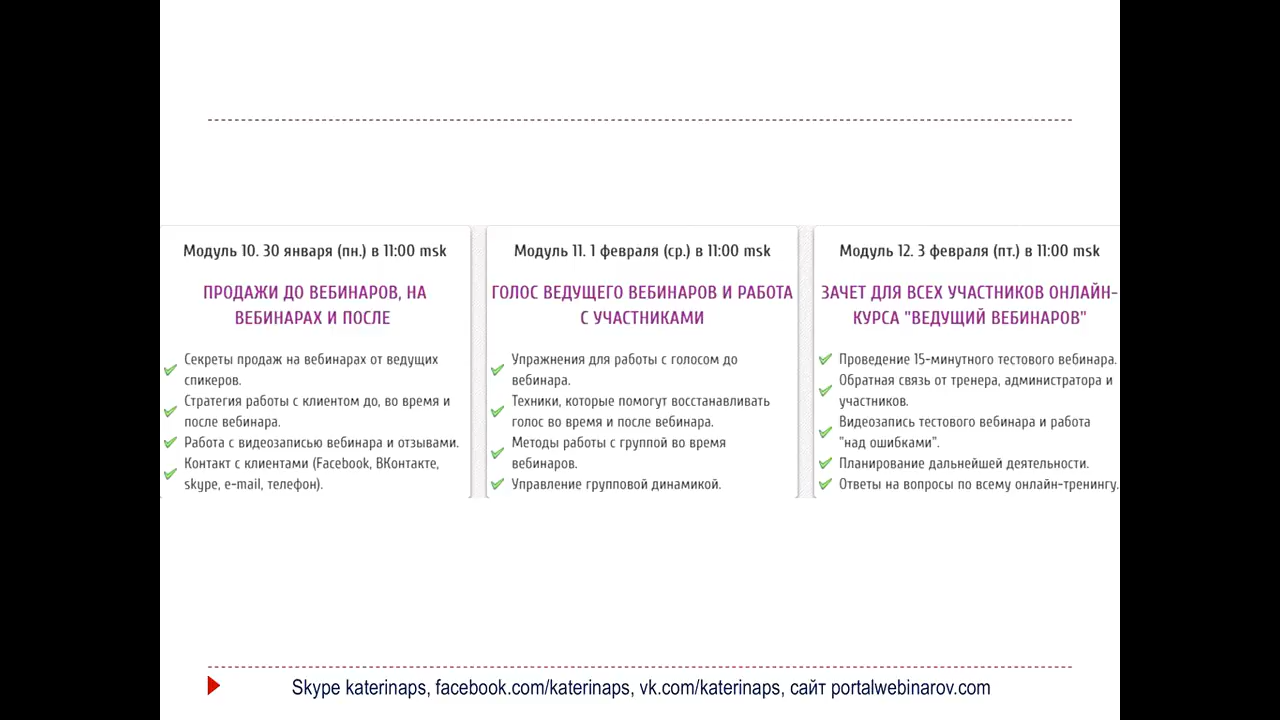 Модуль 10. 30 января (пн.) в 11:00 msk
ПРОДАЖИ ДО ВЕБИНАРОВ, НА
ВЕБИНАРАХ И ПОСЛЕ
Секреты продаж на вебинарах от ведущих
спикеров.
Стратегия работы с клиентом до, во время и
после вебинара.
Работа с видеозаписью вебинара и отзывами.
Контакт с клиентами (Facebook, ВКонтакте,
skype, e-mail, телефон).
Модуль 11. 1 февраля (ср.) в 11:00 msk
ГОЛОС ВЕДУЩЕГО ВЕБИНАРОВ И РАБОТА
С УЧАСТНИКАМИ
Упражнения для работы с голосом до
вебинара.
Техники, которые помогут восстанавливать
голос во время и после вебинара.
Методы работы с группой во время
вебинаров.
Управление групповой динамикой.
Модуль 12. 3 февраля (пт.) в 11:00 msk
ЗАЧЕТ ДЛЯ ВСЕХ УЧАСТНИКОВ ОНЛАЙН-
КУРСА "ВЕДУЩИЙ ВЕБИНАРОВ"
Проведение 15-минутного тестового вебинара.
Обратная связь от тренера, администратора и
участников.
Видеозапись тестового вебинара и работа
"над ошибками".
Планирование дальнейшей деятельности.
Ответы на вопросы по всему онлайн-тренингу.
Skype katerinaps, facebook.com/katerinaps, vk.com/katerinaps, сайт portalwebinarov.com